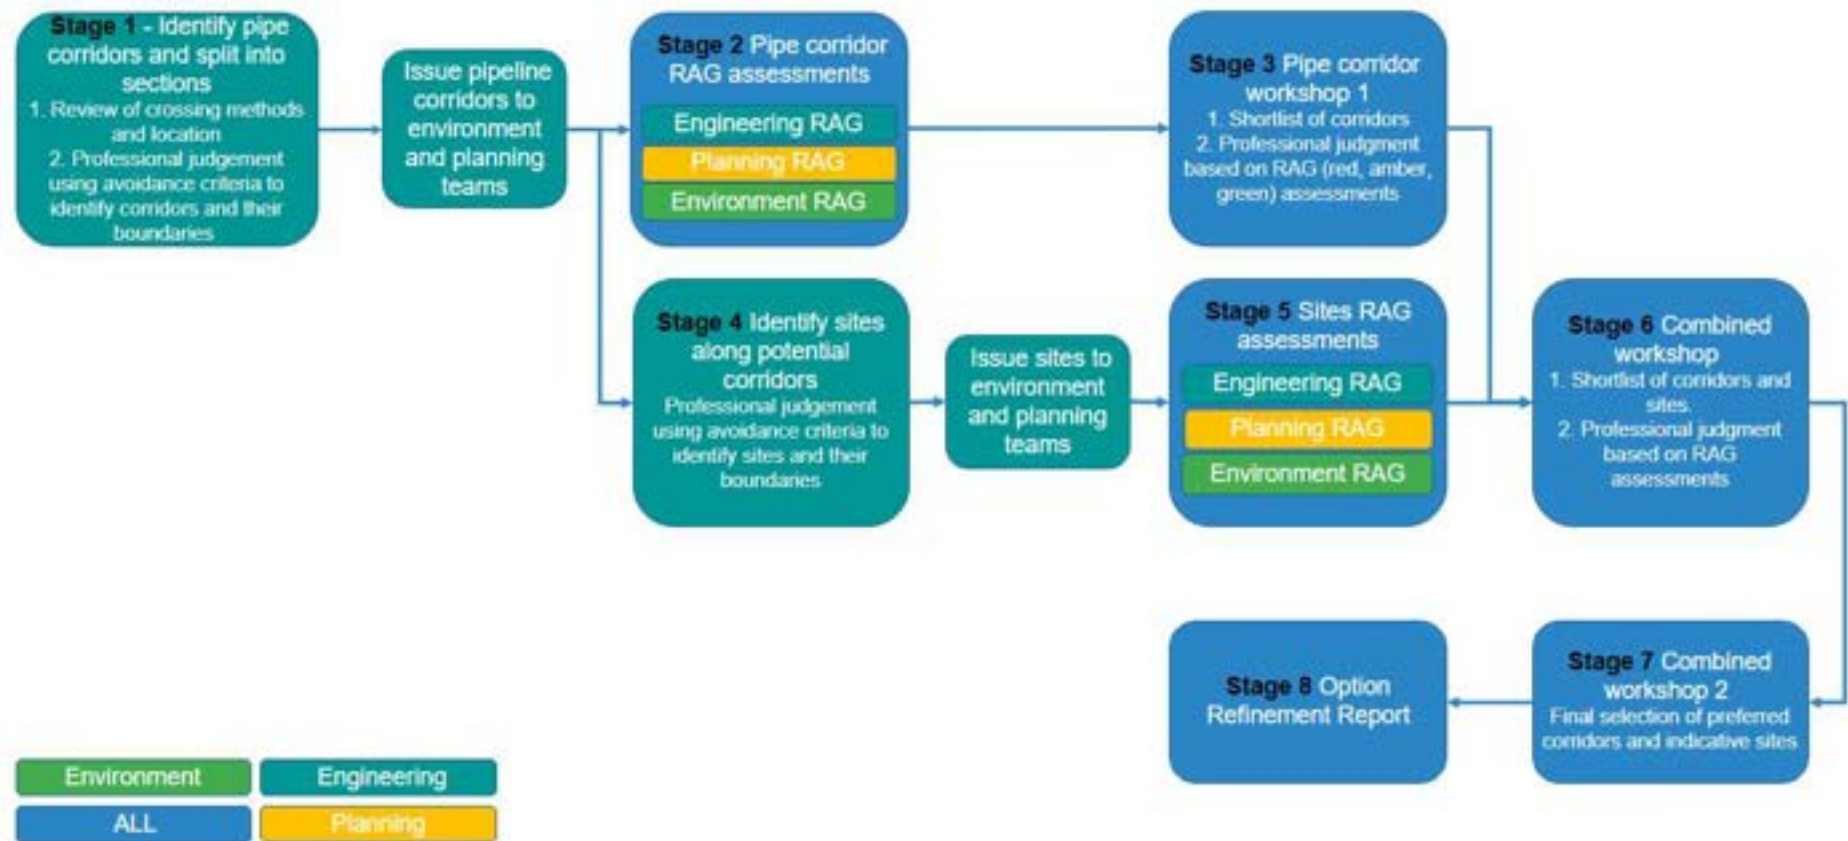 Stage 1 - Identify pipe
corridors and split into
sections
1. Review of crossing methods
and location
2. Professional judgement
using avoidance criteria to
identify corridors and their
boundaries
Issue pipeline
corridors to
environment
and planning
teams
Stage 2 Pipe corridor
RAG assessments
Engineering RAG
Planning RAG
Environment RAG
Stage 3 Pipe corridor
workshop 1
1. Shortlist of corridors
2. Professional judgment
based on RAG (red, amber,
green) assessments
Stage 4 Identify sites
along potential
corridors
Professional judgement
using avoidance criteria to
identify sites and their
boundaries
Issue sites to
environment
and planning
teams
Stage 5 Sites RAG
assessments
Engineering RAG
Planning RAG
Environment RAG
Stage 6 Combined
workshop
1. Shortlist of corridors and
sites.
2. Professional judgment
based on RAG
assessments
Stage 7 Combined
workshop 2
Final selection of preferred
corridors and indicative sites
Stage 8 Option
Refinement Report
Environment
Engineering
ALL
Planning